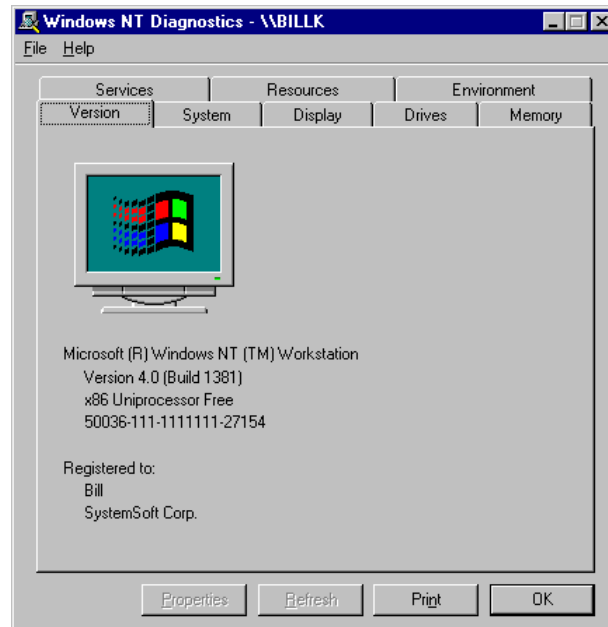 Windows NT Diagnostics - \\BILLK
File Help
Services Resources Environment
Version System Display Drives Memory
Microsoft (R) Windows NT (TM) Workstation
Version 4.0 (Build 1381)
x86 Uniprocessor Free
50036-111-1111111-27154
Registered to:
Bill
SystemSoft Corp.
Properties Refresh Print OK